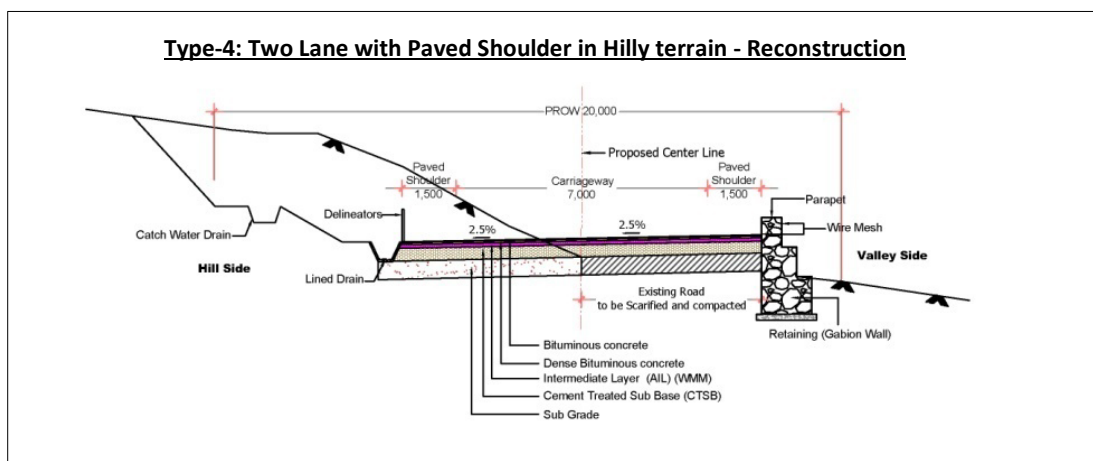 Type-4: Two Lane with Paved Shoulder in Hilly terrain - Reconstruction
PROW 20,000
Proposed Center Line
Paved
Shoulder
1,500
Carriageway
7,000
Paved
Shoulder
1,500
Parapet
Delineators
2.5%
2.5%
Wire Mesh
Catch Water Drain
Hill Side
Valley Side
Lined Drain
Existing Road
to be Scarified and compacted
Retaining (Gabion Wall)
Bituminous concrete
Dense Bituminous concrete
Intermediate Layer (AIL) (WMM)
Cement Treated Sub Base (CTSB)
Sub Grade